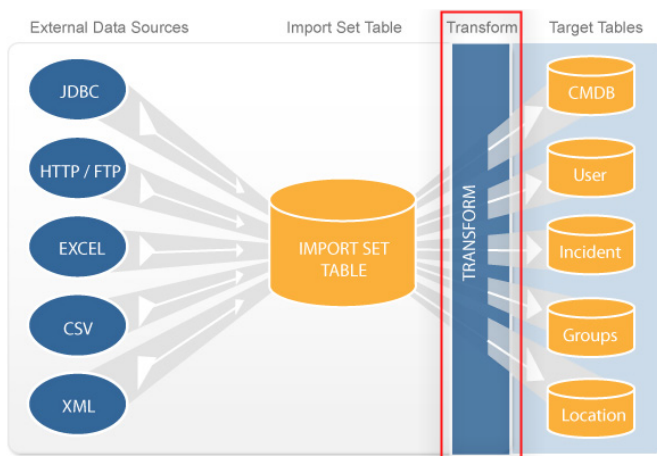 External Data Sources
Import Set Table
Transform
Target Tables
JDBC
HTTP / FTP
EXCEL
CSV
XML
IMPORT SET
TABLE
TRANSFORM
CMDB
User
Incident
Groups
Location